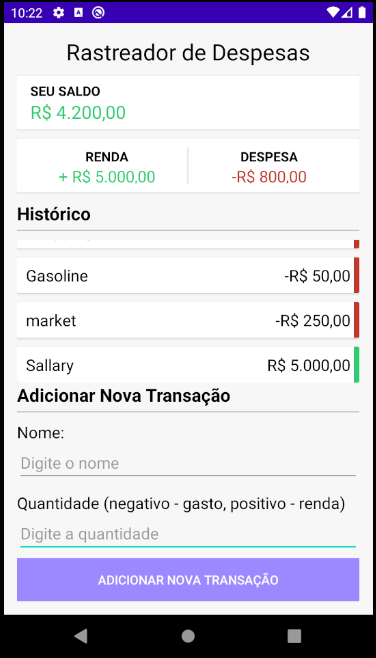 10:22
Rastreador de Despesas
SEU SALDO
R$ 4.200,00
RENDA
+ R$ 5.000,00
DESPESA
-R$ 800,00
Histórico
Gasoline -R$ 50,00
market -R$ 250,00
Sallary R$ 5.000,00
Adicionar Nova Transação
Nome:
Digite o nome
Quantidade (negativo - gasto, positivo - renda)
Digite a quantidade
ADICIONAR NOVA TRANSAÇÃO